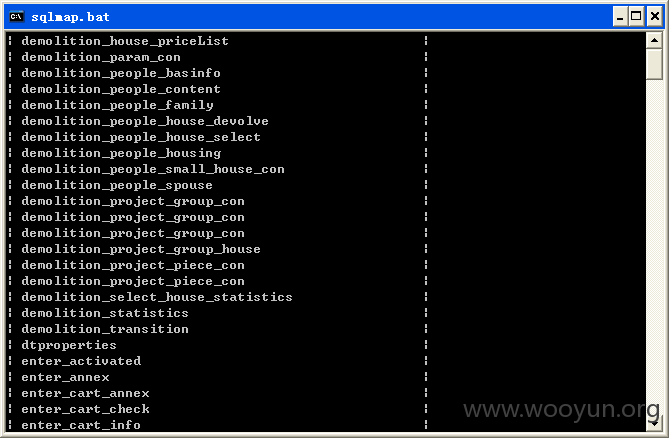 sqlmap.bat
¦ demolition_house_priceList ¦
¦ demolition_param_con ¦
¦ demolition_people_basinfo ¦
¦ demolition_people_content ¦
¦ demolition_people_family ¦
¦ demolition_people_house_devolve ¦
¦ demolition_people_house_select ¦
¦ demolition_people_housing ¦
¦ demolition_people_small_house_con ¦
¦ demolition_people_spouse ¦
¦ demolition_project_group_con ¦
¦ demolition_project_group_con ¦
¦ demolition_project_group_con ¦
¦ demolition_project_group_house ¦
¦ demolition_project_piece_con ¦
¦ demolition_project_piece_con ¦
¦ demolition_select_house_statistics ¦
¦ demolition_statistics ¦
¦ demolition_transition ¦
¦ dtproperties ¦
¦ enter_activated ¦
¦ enter_annex ¦
¦ enter_cart_annex ¦
¦ enter_cart_check ¦
¦ enter_cart_info ¦
www.wooyun.org